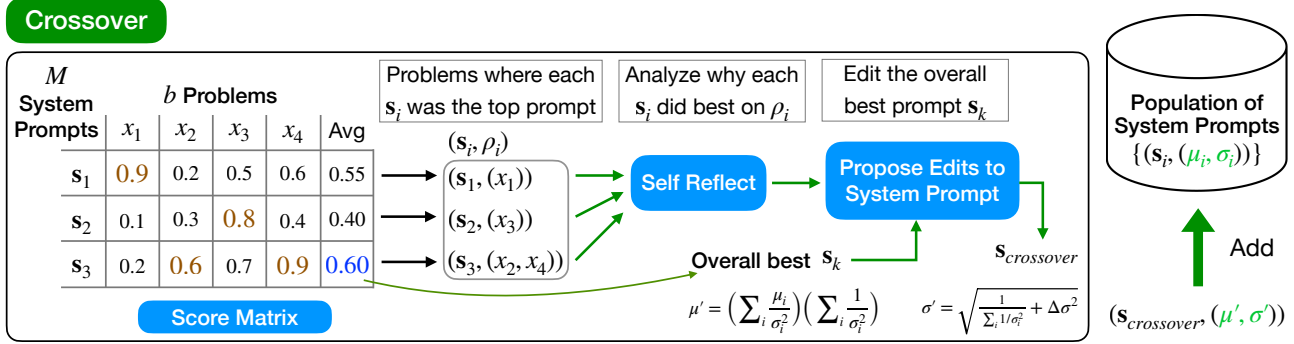 Crossover
M
System
Prompts
b Problems
x₁ x₂ x₃ x₄ Avg
s₁ 0.9 0.2 0.5 0.6 0.55
s₂ 0.1 0.3 0.8 0.4 0.40
s₃ 0.2 0.6 0.7 0.9 0.60
Score Matrix
Problems where each
sᵢ was the top prompt
(sᵢ, ρᵢ)
(s₁, (x₁))
(s₂, (x₃))
(s₃, (x₂, x₄))
Analyze why each
sᵢ did best on ρᵢ
Self Reflect
Edit the overall
best prompt sₖ
Propose Edits to
System Prompt
Overall best sₖ
s_crossover
μ′ = (∑ᵢ μᵢ/σᵢ²)(∑ᵢ 1/σᵢ²)
σ′ = √(1/(∑ᵢ 1/σᵢ²) + Δσ²)
Population of
System Prompts
{(sᵢ, (μᵢ, σᵢ))}
Add
(s_crossover, (μ′, σ′))